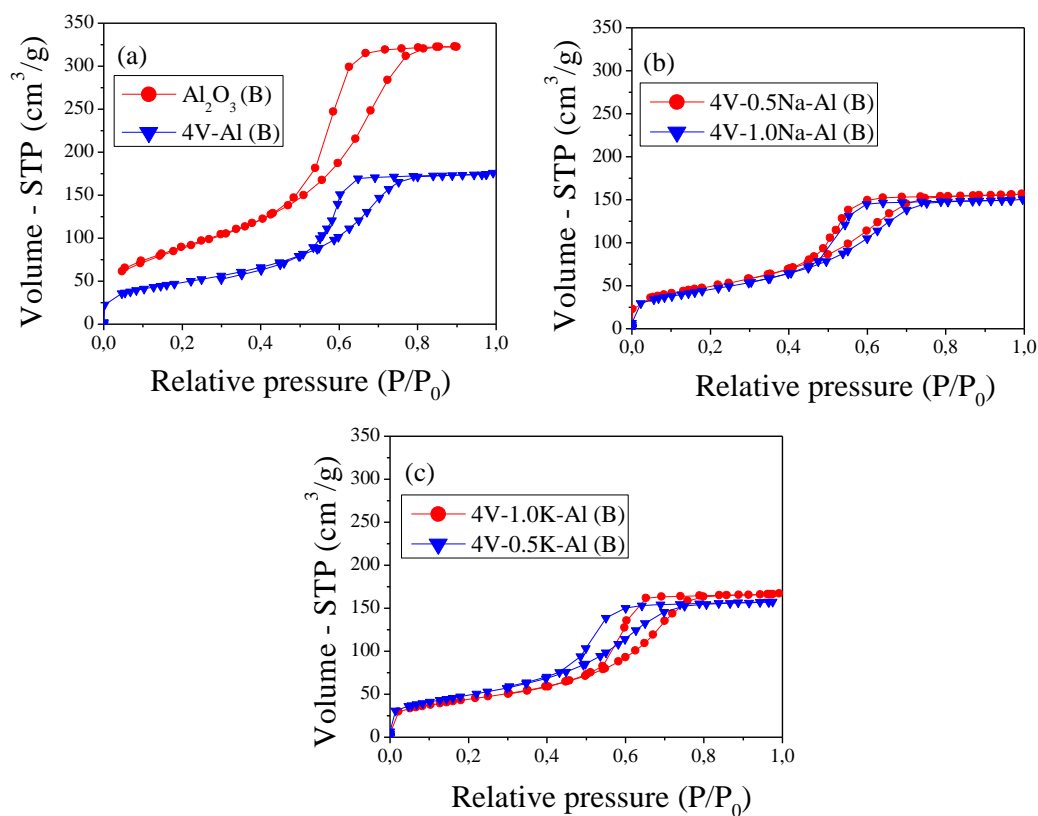 (a)
Al₂O₃ (B)
4V-Al (B)
350
300
250
200
150
100
50
0
0,0 0,2 0,4 0,6 0,8 1,0
Volume - STP (cm³/g)
Relative pressure (P/P₀)
(b)
4V-0.5Na-Al (B)
4V-1.0Na-Al (B)
350
300
250
200
150
100
50
0
0,0 0,2 0,4 0,6 0,8 1,0
Volume - STP (cm³/g)
Relative pressure (P/P₀)
(c)
4V-1.0K-Al (B)
4V-0.5K-Al (B)
350
300
250
200
150
100
50
0
0,0 0,2 0,4 0,6 0,8 1,0
Volume - STP (cm³/g)
Relative pressure (P/P₀)